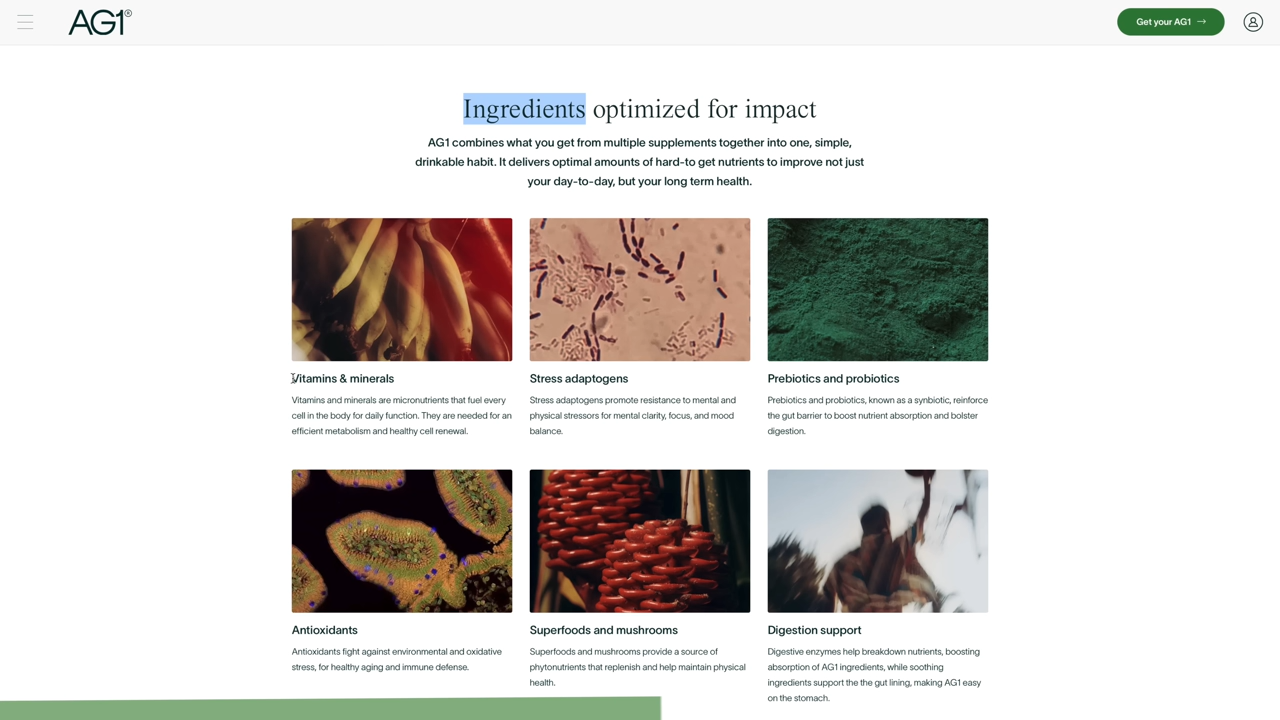 AG1®
Get your AG1 →
Ingredients optimized for impact
AG1 combines what you get from multiple supplements together into one, simple,
drinkable habit. It delivers optimal amounts of hard-to get nutrients to improve not just
your day-to-day, but your long term health.
Vitamins & minerals
Vitamins and minerals are micronutrients that fuel every
cell in the body for daily function. They are needed for an
efficient metabolism and healthy cell renewal.
Stress adaptogens
Stress adaptogens promote resistance to mental and
physical stressors for mental clarity, focus, and mood
balance.
Prebiotics and probiotics
Prebiotics and probiotics, known as a synbiotic, reinforce
the gut barrier to boost nutrient absorption and bolster
digestion.
Antioxidants
Antioxidants fight against environmental and oxidative
stress, for healthy aging and immune defense.
Superfoods and mushrooms
Superfoods and mushrooms provide a source of
phytonutrients that replenish and help maintain physical
health.
Digestion support
Digestive enzymes help breakdown nutrients, boosting
absorption of AG1 ingredients, while soothing
ingredients support the the gut lining, making AG1 easy
on the stomach.